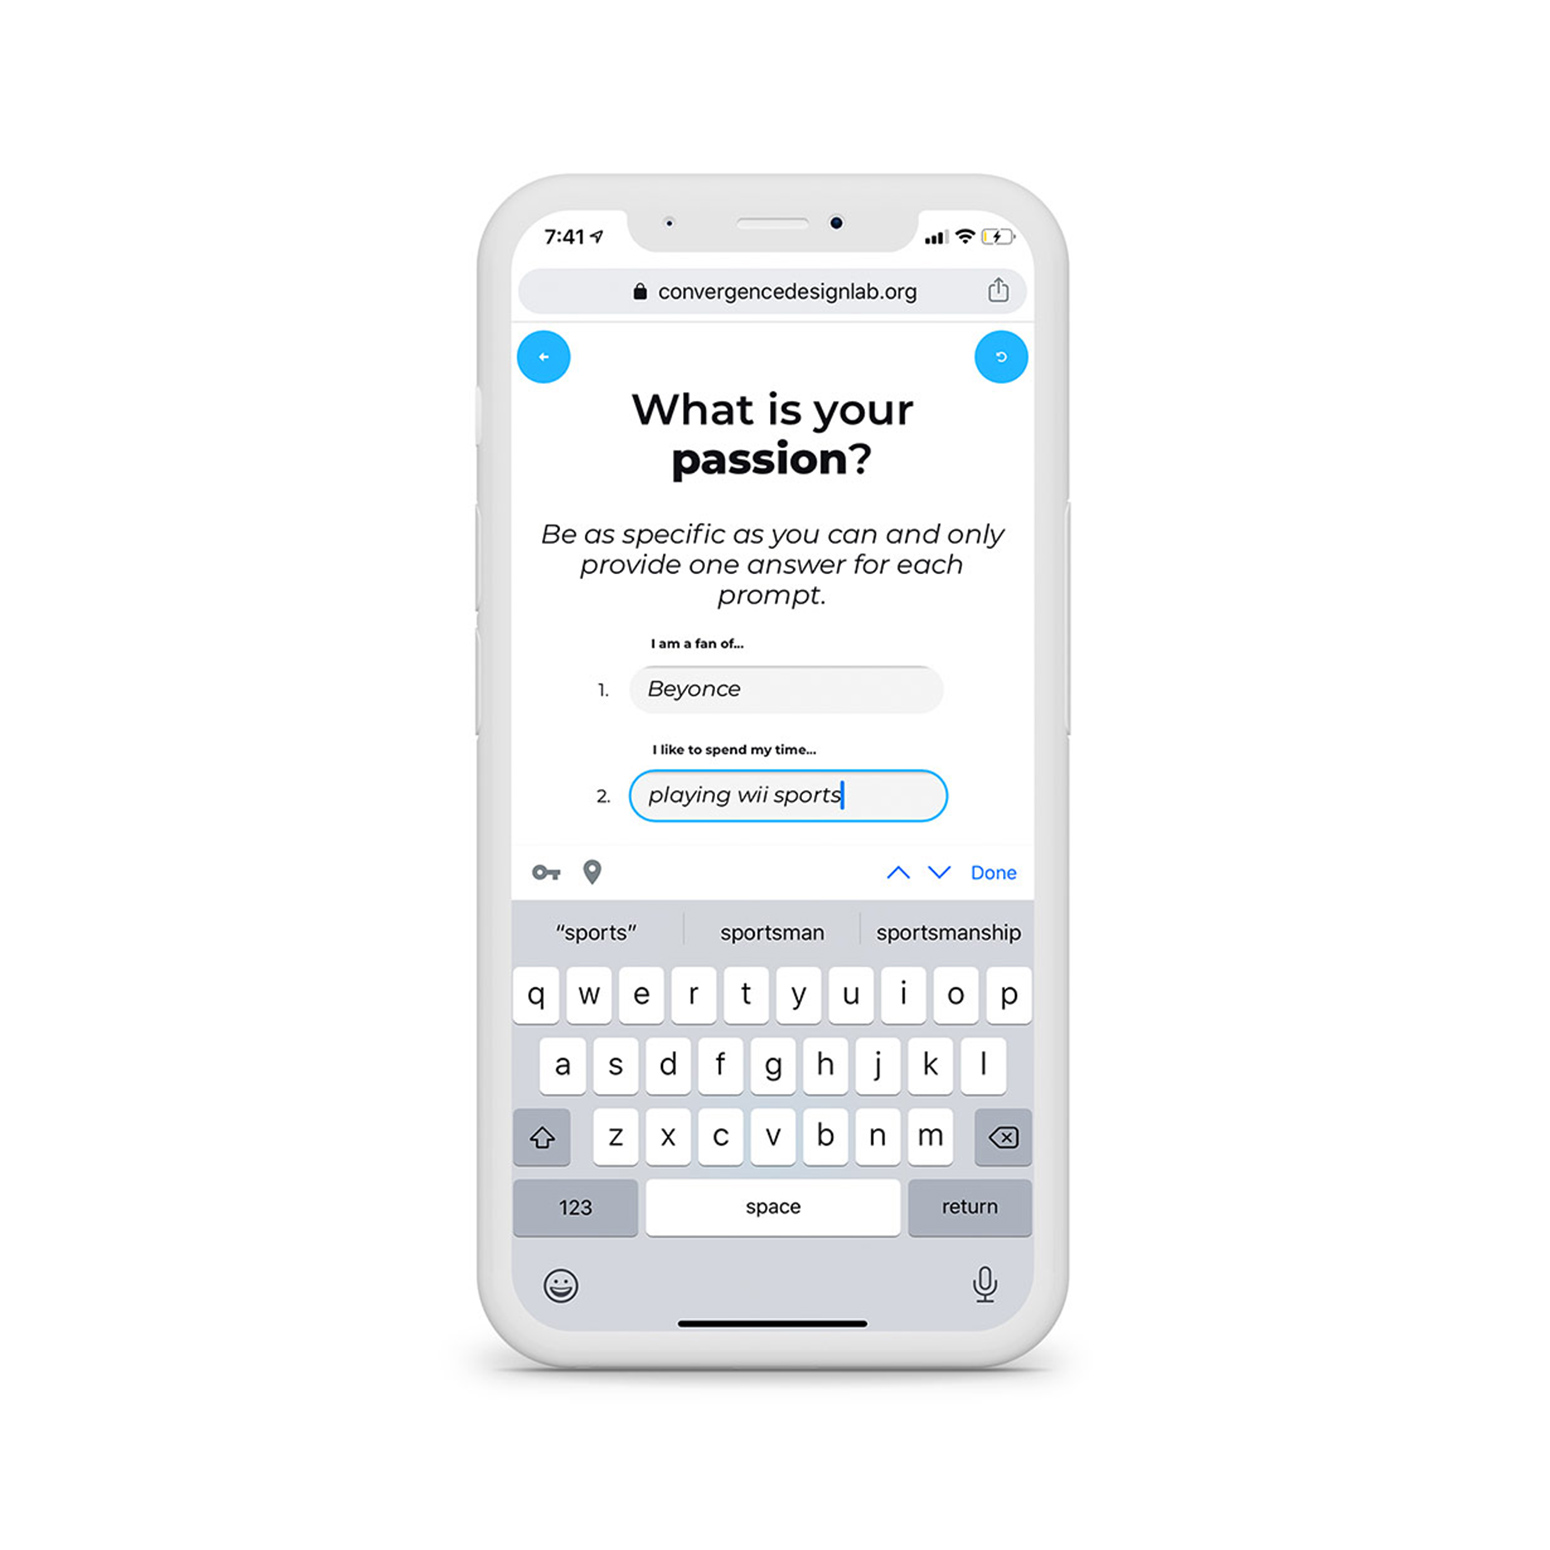 7:41
convergencedesignlab.org
What is your
passion?
Be as specific as you can and only
provide one answer for each
prompt.
I am a fan of...
1. Beyonce
I like to spend my time...
2. playing wii sports
Done
“sports” sportsman sportsmanship
q w e r t y u i o p
a s d f g h j k l
z x c v b n m
123 space return